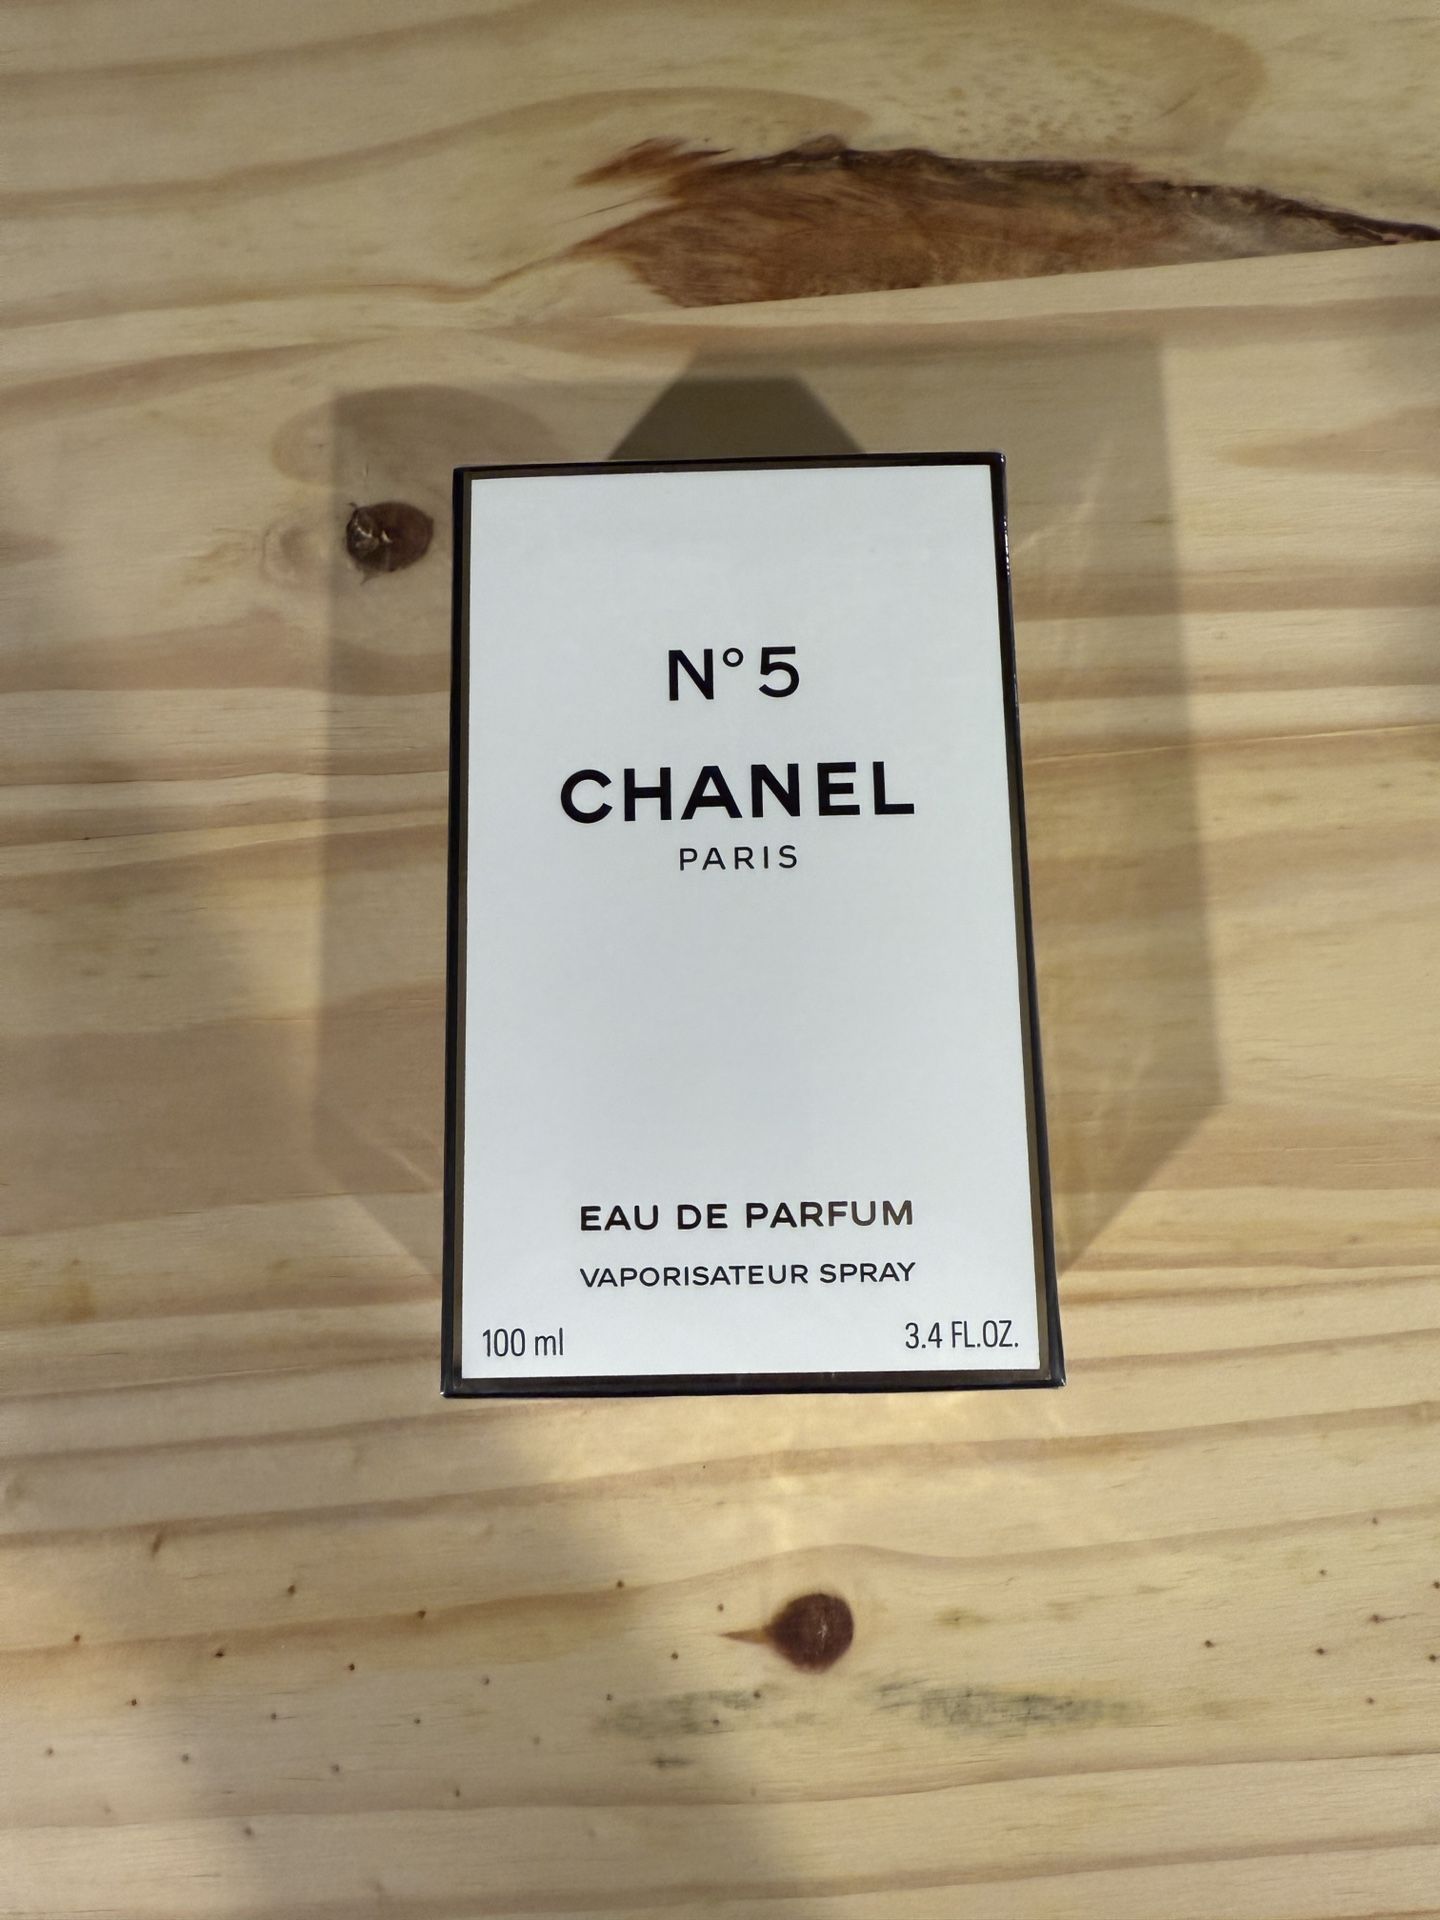 N°5
CHANEL
PARIS
EAU DE PARFUM
VAPORISATEUR SPRAY
100 ml 3.4 FL.OZ.